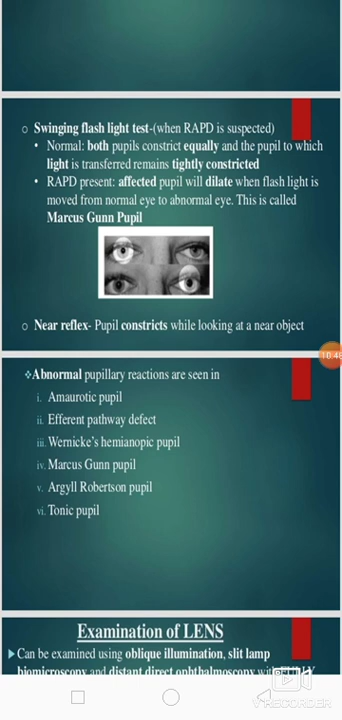 o Swinging flash light test-(when RAPD is suspected)
• Normal: both pupils constrict equally and the pupil to which
light is transferred remains tightly constricted
• RAPD present: affected pupil will dilate when flash light is
moved from normal eye to abnormal eye. This is called
Marcus Gunn Pupil
o Near reflex- Pupil constricts while looking at a near object
10:48
❖Abnormal pupillary reactions are seen in
i. Amaurotic pupil
ii. Efferent pathway defect
iii. Wernicke's hemianopic pupil
iv. Marcus Gunn pupil
v. Argyll Robertson pupil
vi. Tonic pupil
Examination of LENS
▶Can be examined using oblique illumination, slit lamp
biomicroscopy and distant direct ophthalmoscopy with FULLY
V RECORDER